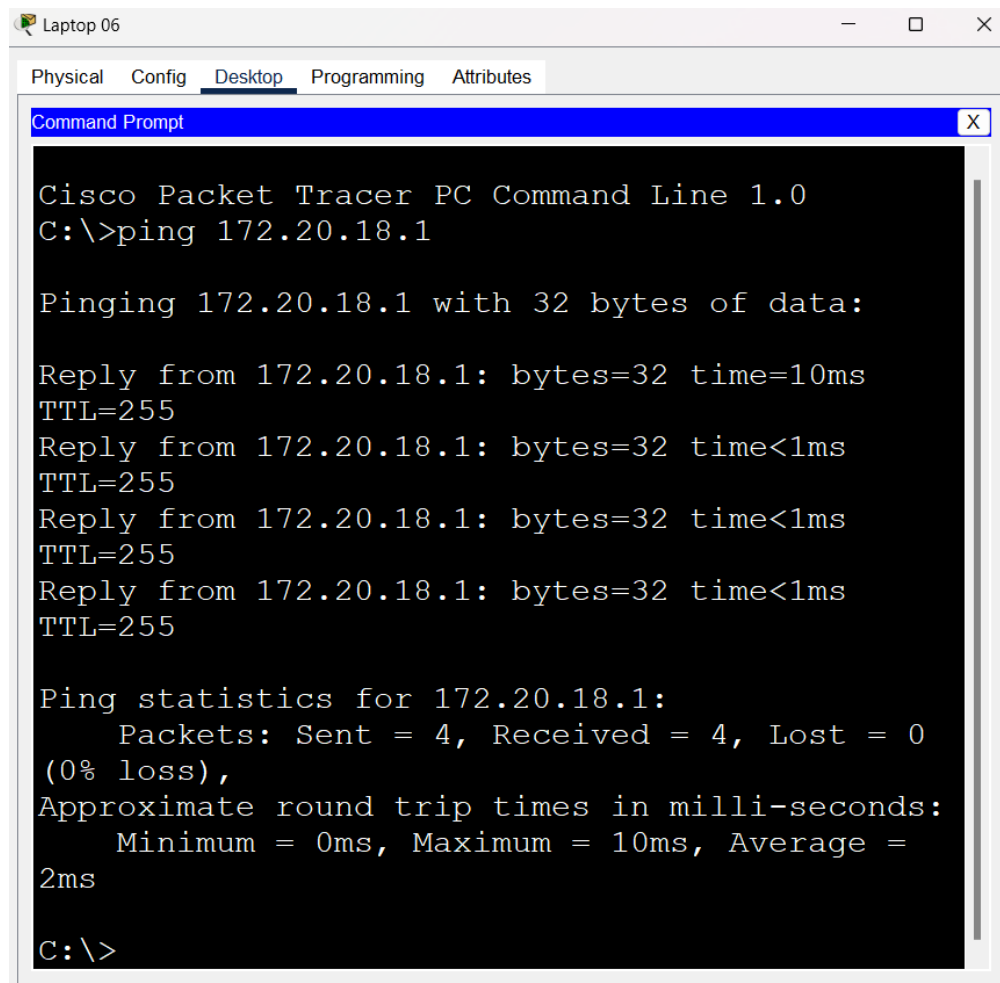 Laptop 06
Physical Config Desktop Programming Attributes
Command Prompt X
Cisco Packet Tracer PC Command Line 1.0
C:\>ping 172.20.18.1
Pinging 172.20.18.1 with 32 bytes of data:
Reply from 172.20.18.1: bytes=32 time=10ms
TTL=255
Reply from 172.20.18.1: bytes=32 time<1ms
TTL=255
Reply from 172.20.18.1: bytes=32 time<1ms
TTL=255
Reply from 172.20.18.1: bytes=32 time<1ms
TTL=255
Ping statistics for 172.20.18.1:
Packets: Sent = 4, Received = 4, Lost = 0
(0% loss),
Approximate round trip times in milli-seconds:
Minimum = 0ms, Maximum = 10ms, Average =
2ms
C:\>